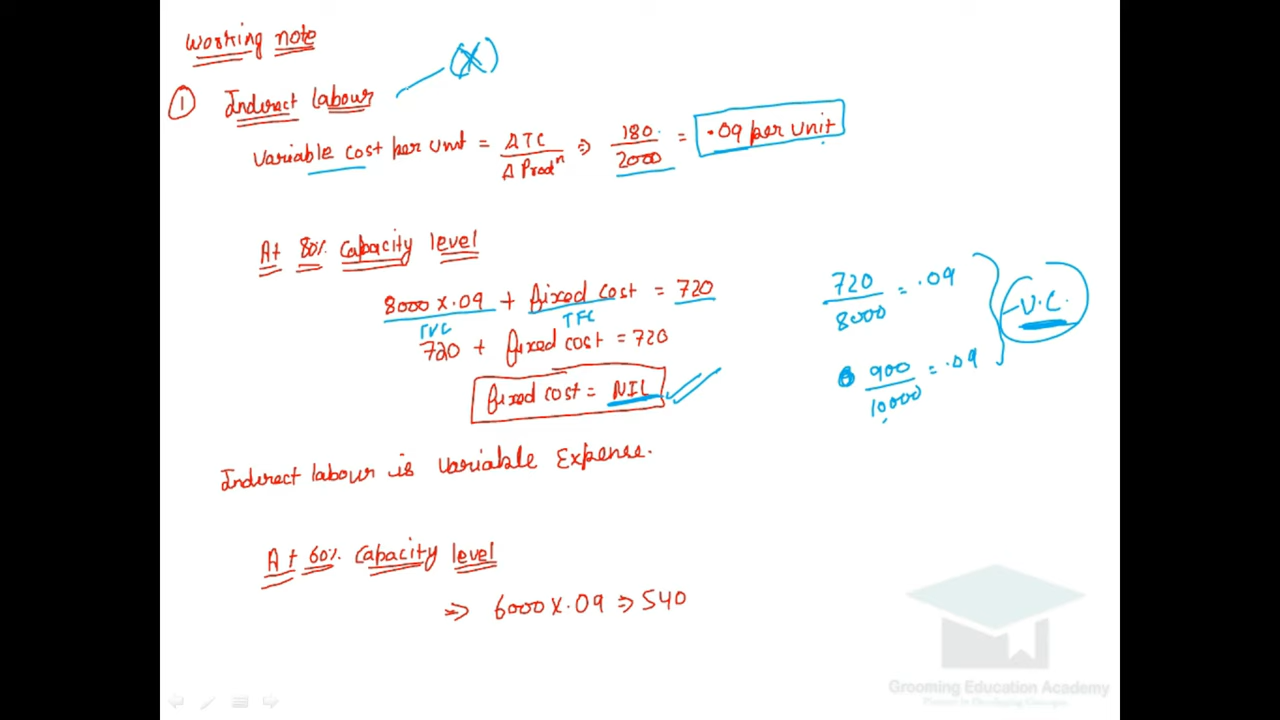 Working note
(X)
① Indirect labour
Variable cost per unit = ΔTC / ΔProdⁿ ⇒ 180 / 2000 = .09 per unit
At 80% capacity level
8000 x .09 + fixed cost = 720
TVC TFC
720 + fixed cost = 720
fixed cost = NIL
720 / 8000 = .09
V.C.
900 / 10000 = .09
Indirect labour is variable Expense.
At 60% capacity level
⇒ 6000 x .09 ⇒ 540
Grooming Education Academy